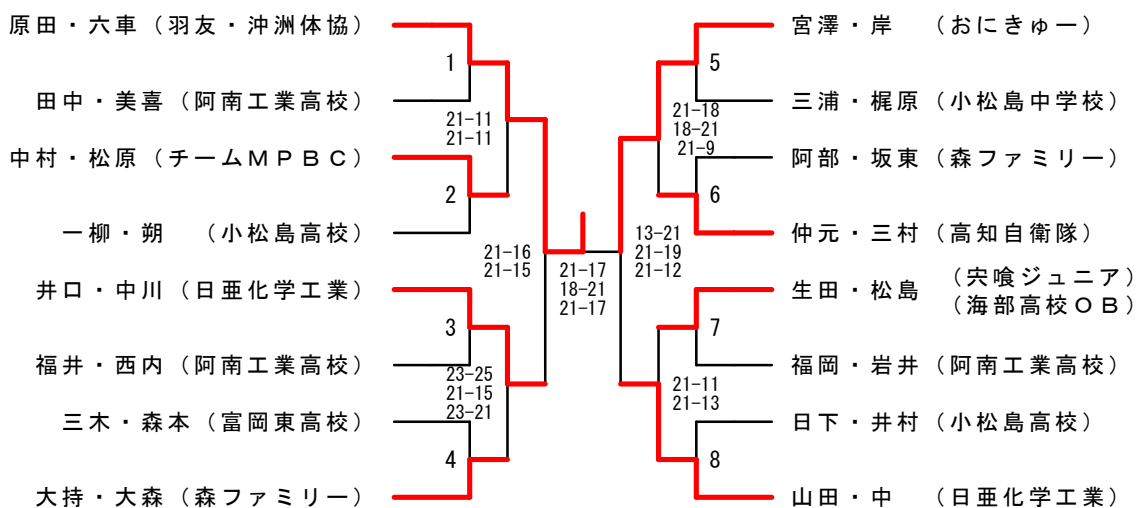 原田・六車（羽友・沖洲体協）
1
田中・美喜（阿南工業高校）
21-11
21-11
中村・松原（チームＭＰＢＣ）
2
一柳・朔　（小松島高校）
21-16
21-15
井口・中川（日亜化学工業）
3
福井・西内（阿南工業高校）
23-25
21-15
23-21
三木・森本（富岡東高校）
4
大持・大森（森ファミリー）
21-17
18-21
21-17
宮澤・岸　（おにきゅー）
5
三浦・梶原（小松島中学校）
21-18
18-21
21-9
阿部・坂東（森ファミリー）
6
仲元・三村（高知自衛隊）
13-21
21-19
21-12
生田・松島　（宍喰ジュニア）
（海部高校ＯＢ）
7
福岡・岩井（阿南工業高校）
21-11
21-13
日下・井村（小松島高校）
8
山田・中　（日亜化学工業）